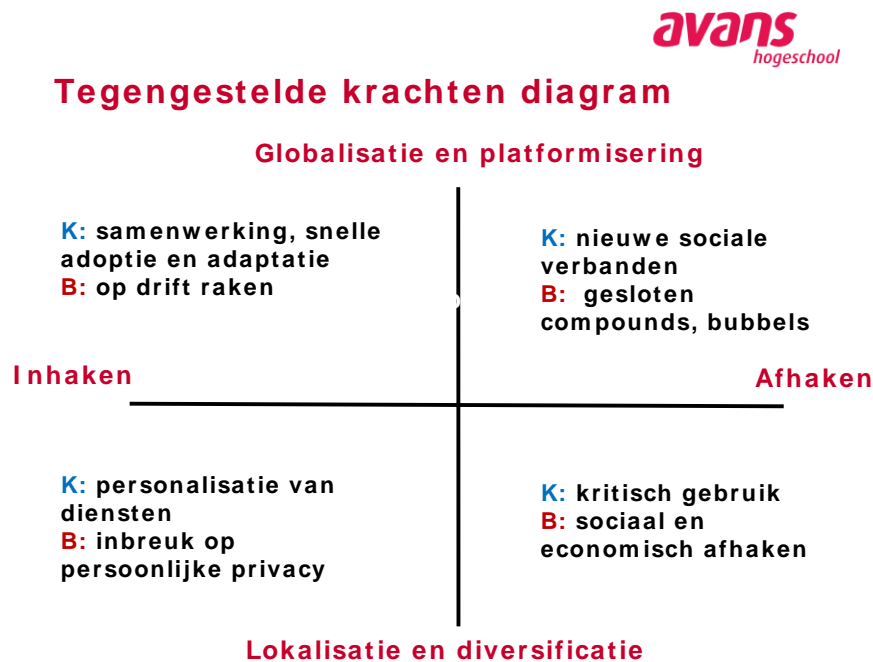 avans
hogeschool
Tegengestelde krachten diagram
Globalisatie en platformisering
K: samenwerking, snelle
adoptie en adaptatie
B: op drift raken
K: nieuwe sociale
verbanden
B: gesloten
compounds, bubbels
Inhaken
Afhaken
K: personalisatie van
diensten
B: inbreuk op
persoonlijke privacy
K: kritisch gebruik
B: sociaal en
economisch afhaken
Lokalisatie en diversificatie